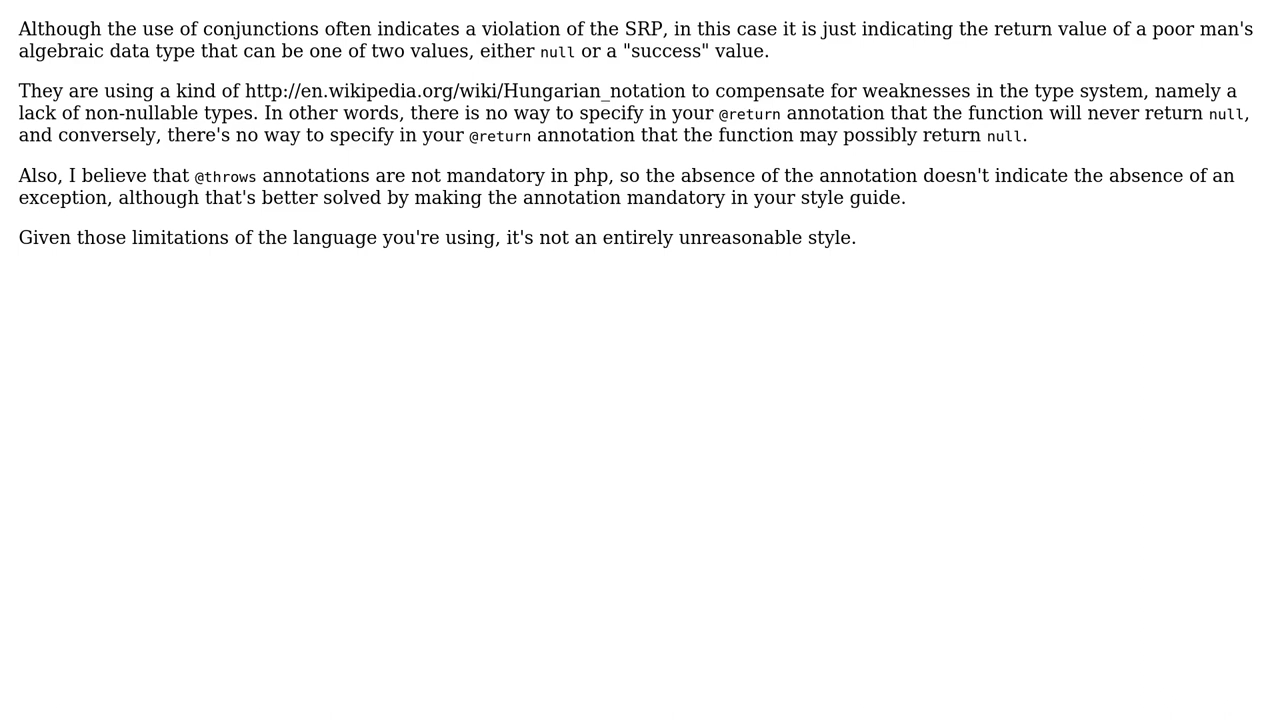 Although the use of conjunctions often indicates a violation of the SRP, in this case it is just indicating the return value of a poor man's
algebraic data type that can be one of two values, either null or a "success" value.
They are using a kind of http://en.wikipedia.org/wiki/Hungarian_notation to compensate for weaknesses in the type system, namely a
lack of non-nullable types. In other words, there is no way to specify in your @return annotation that the function will never return null,
and conversely, there's no way to specify in your @return annotation that the function may possibly return null.
Also, I believe that @throws annotations are not mandatory in php, so the absence of the annotation doesn't indicate the absence of an
exception, although that's better solved by making the annotation mandatory in your style guide.
Given those limitations of the language you're using, it's not an entirely unreasonable style.